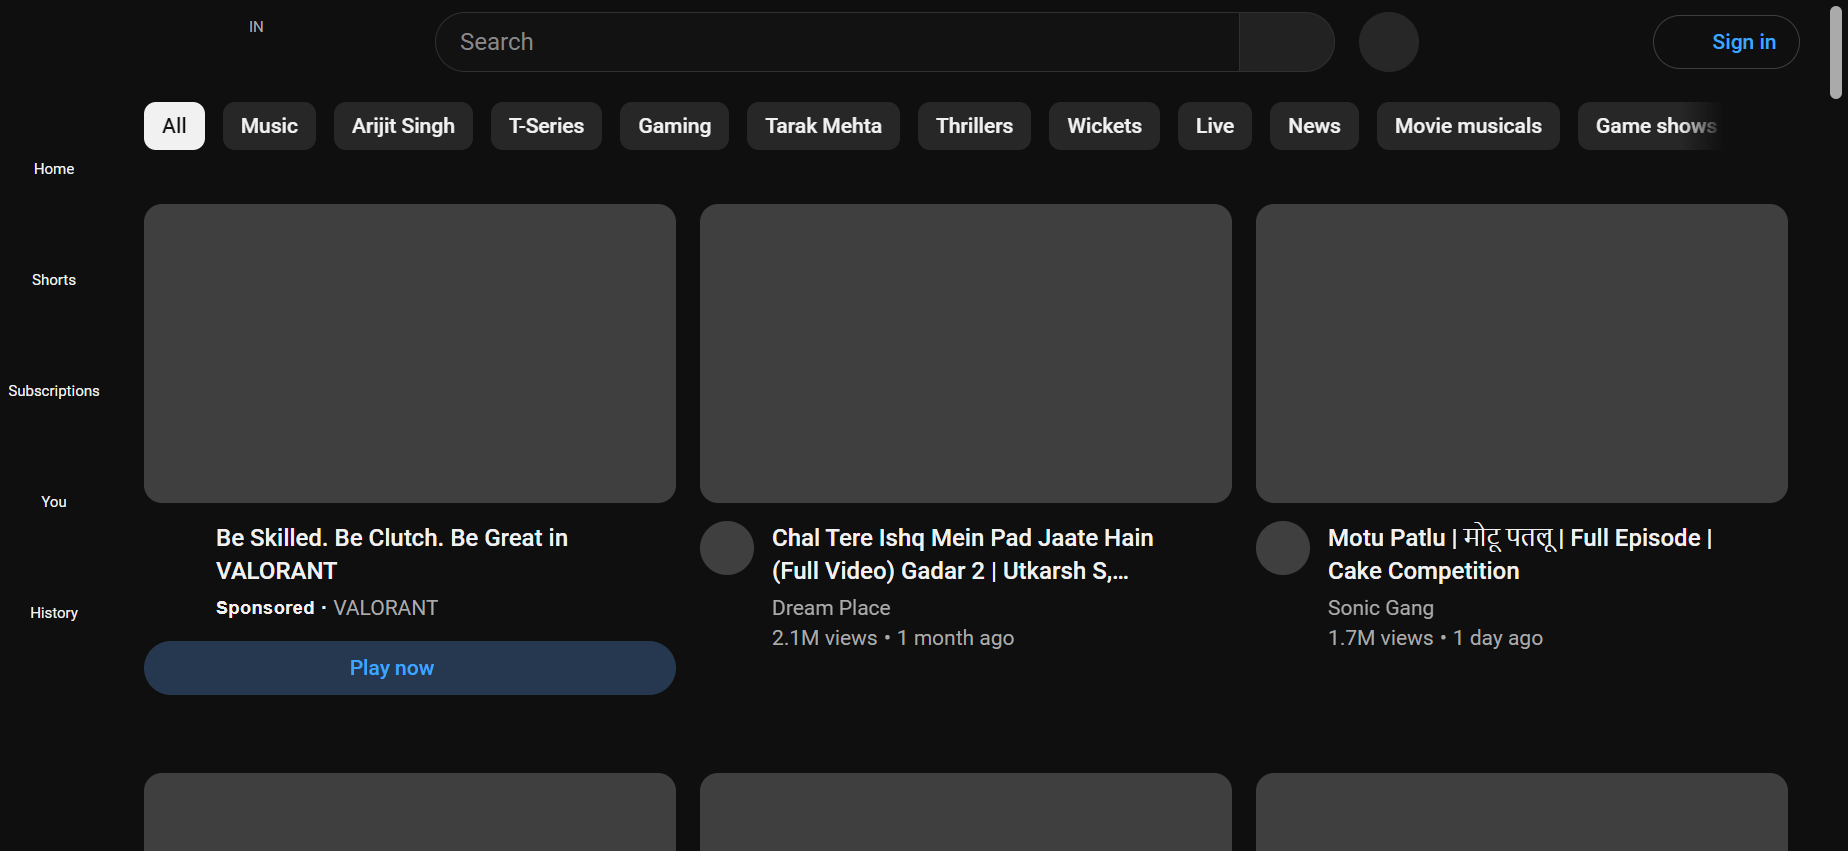 IN
Search
Sign in
All
Music
Arijit Singh
T-Series
Gaming
Tarak Mehta
Thrillers
Wickets
Live
News
Movie musicals
Game shows
Home
Shorts
Subscriptions
You
History
Be Skilled. Be Clutch. Be Great in
VALORANT
Sponsored · VALORANT
Play now
Chal Tere Ishq Mein Pad Jaate Hain
(Full Video) Gadar 2 | Utkarsh S,...
Dream Place
2.1M views • 1 month ago
Motu Patlu | मोटू पतलू | Full Episode |
Cake Competition
Sonic Gang
1.7M views • 1 day ago